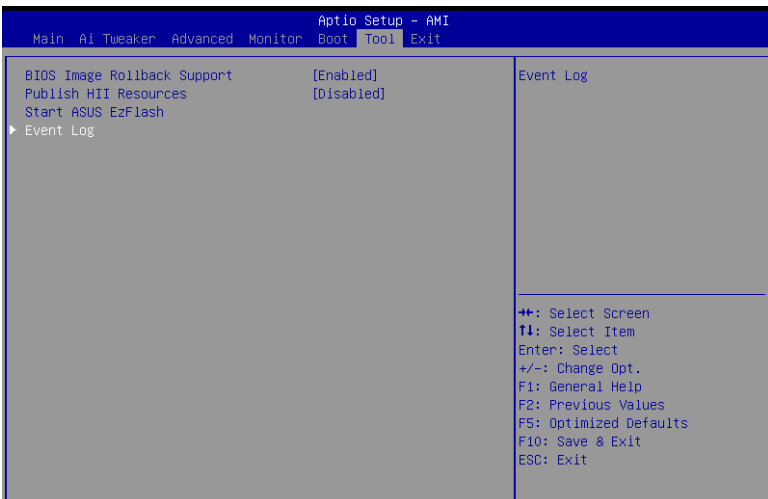 Aptio Setup - AMI
Main Ai Tweaker Advanced Monitor Boot Tool Exit
BIOS Image Rollback Support [Enabled]
Publish HII Resources [Disabled]
Start ASUS EzFlash
▶ Event Log
Event Log
→←: Select Screen
↑↓: Select Item
Enter: Select
+/-: Change Opt.
F1: General Help
F2: Previous Values
F5: Optimized Defaults
F10: Save & Exit
ESC: Exit